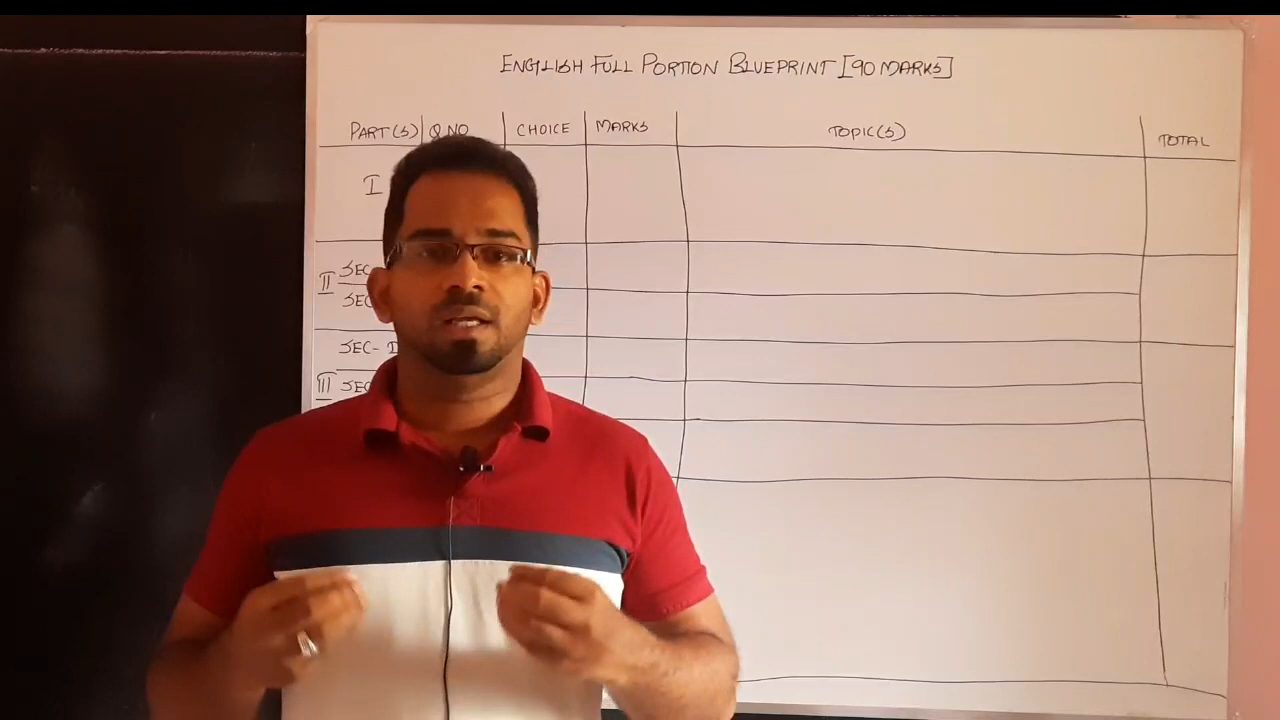 ENGLISH FULL PORTION BLUEPRINT [90 MARKS]
PART(S) Q.NO CHOICE MARKS TOPIC(S) TOTAL
I
II SEC
SEC
SEC-
III SEC